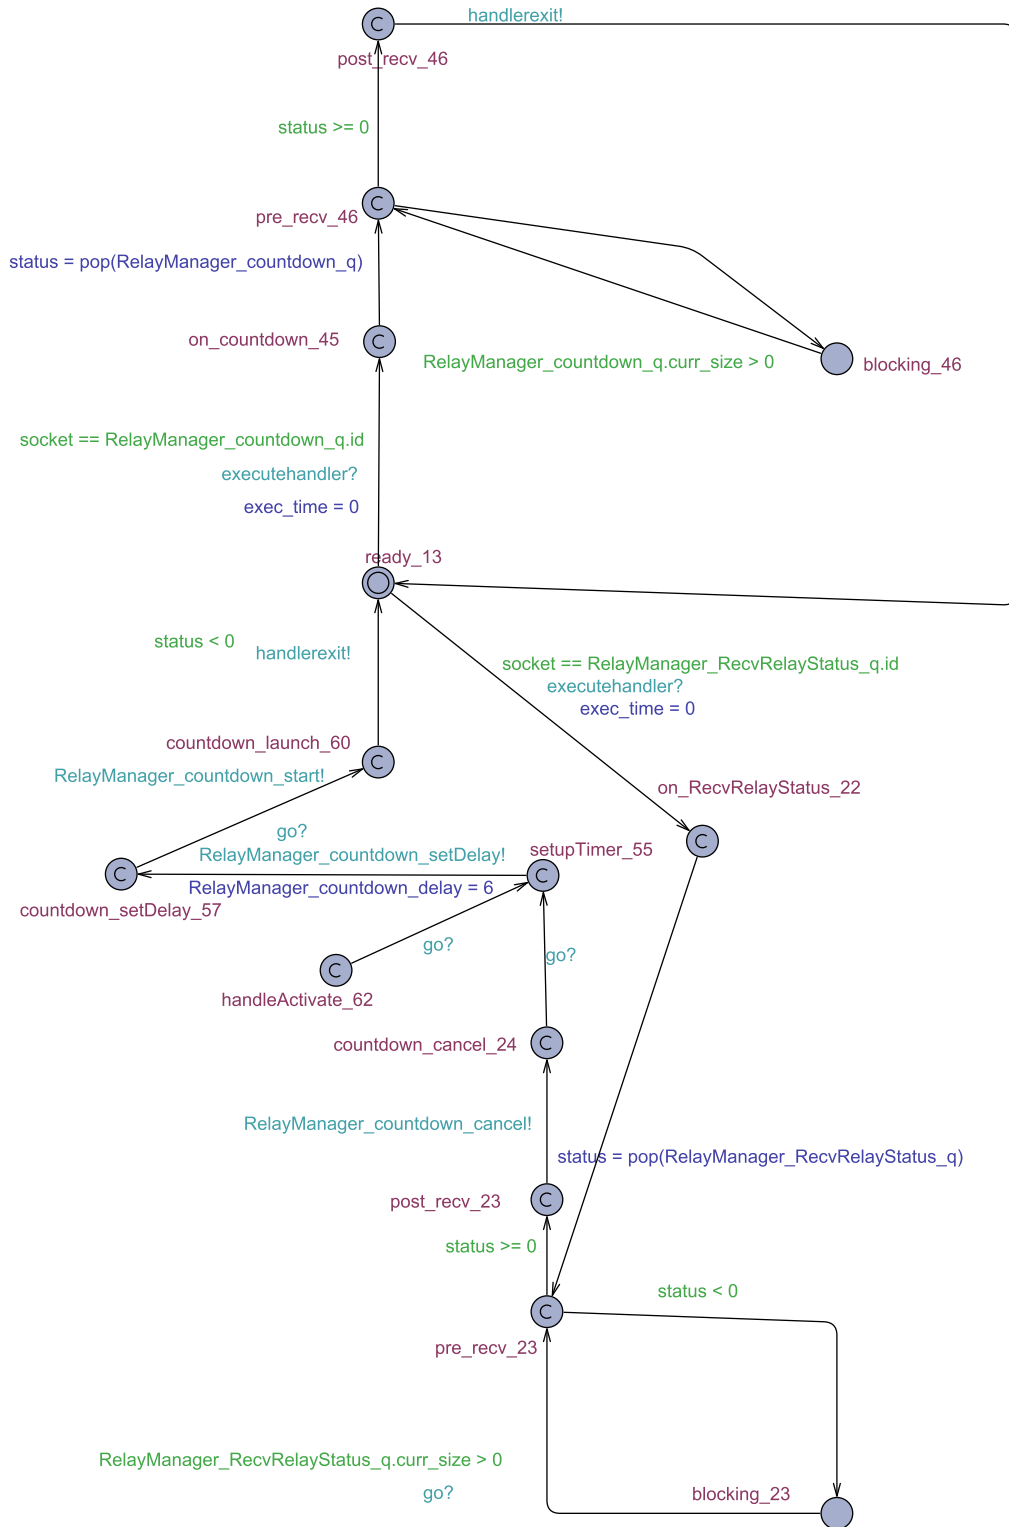 handlerexit!
post_recv_46
status >= 0
pre_recv_46
status = pop(RelayManager_countdown_q)
on_countdown_45
RelayManager_countdown_q.curr_size > 0
blocking_46
socket == RelayManager_countdown_q.id
executehandler?
exec_time = 0
ready_13
status < 0
handlerexit!
socket == RelayManager_RecvRelayStatus_q.id
executehandler?
exec_time = 0
countdown_launch_60
RelayManager_countdown_start!
on_RecvRelayStatus_22
go?
RelayManager_countdown_setDelay!
setupTimer_55
RelayManager_countdown_delay = 6
countdown_setDelay_57
go?
go?
handleActivate_62
countdown_cancel_24
RelayManager_countdown_cancel!
status = pop(RelayManager_RecvRelayStatus_q)
post_recv_23
status >= 0
status < 0
pre_recv_23
RelayManager_RecvRelayStatus_q.curr_size > 0
go?
blocking_23